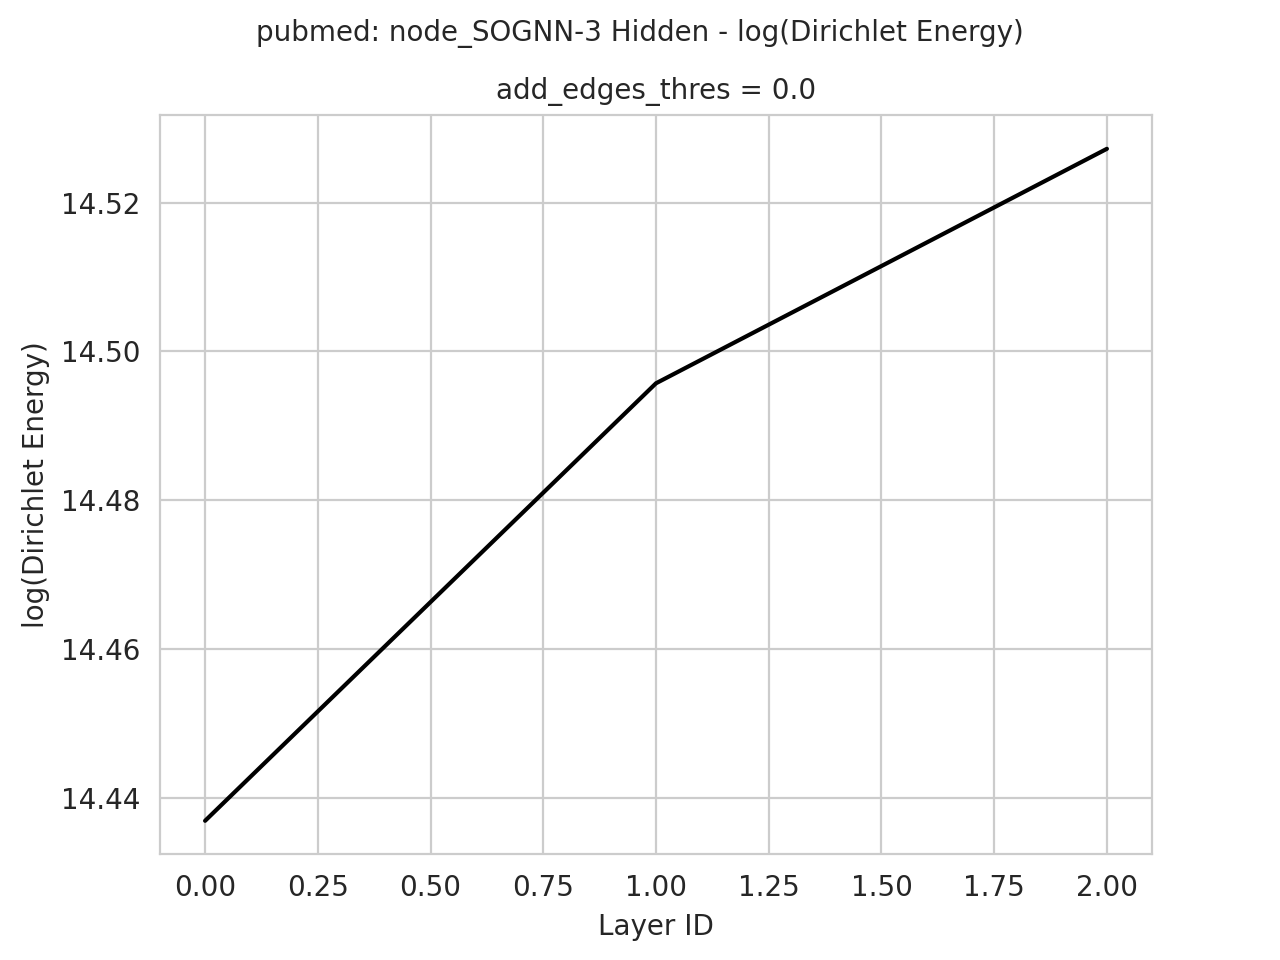 pubmed: node_SOGNN-3 Hidden - log(Dirichlet Energy)
add_edges_thres = 0.0
14.52
14.50
14.48
14.46
14.44
log(Dirichlet Energy)
0.00 0.25 0.50 0.75 1.00 1.25 1.50 1.75 2.00
Layer ID